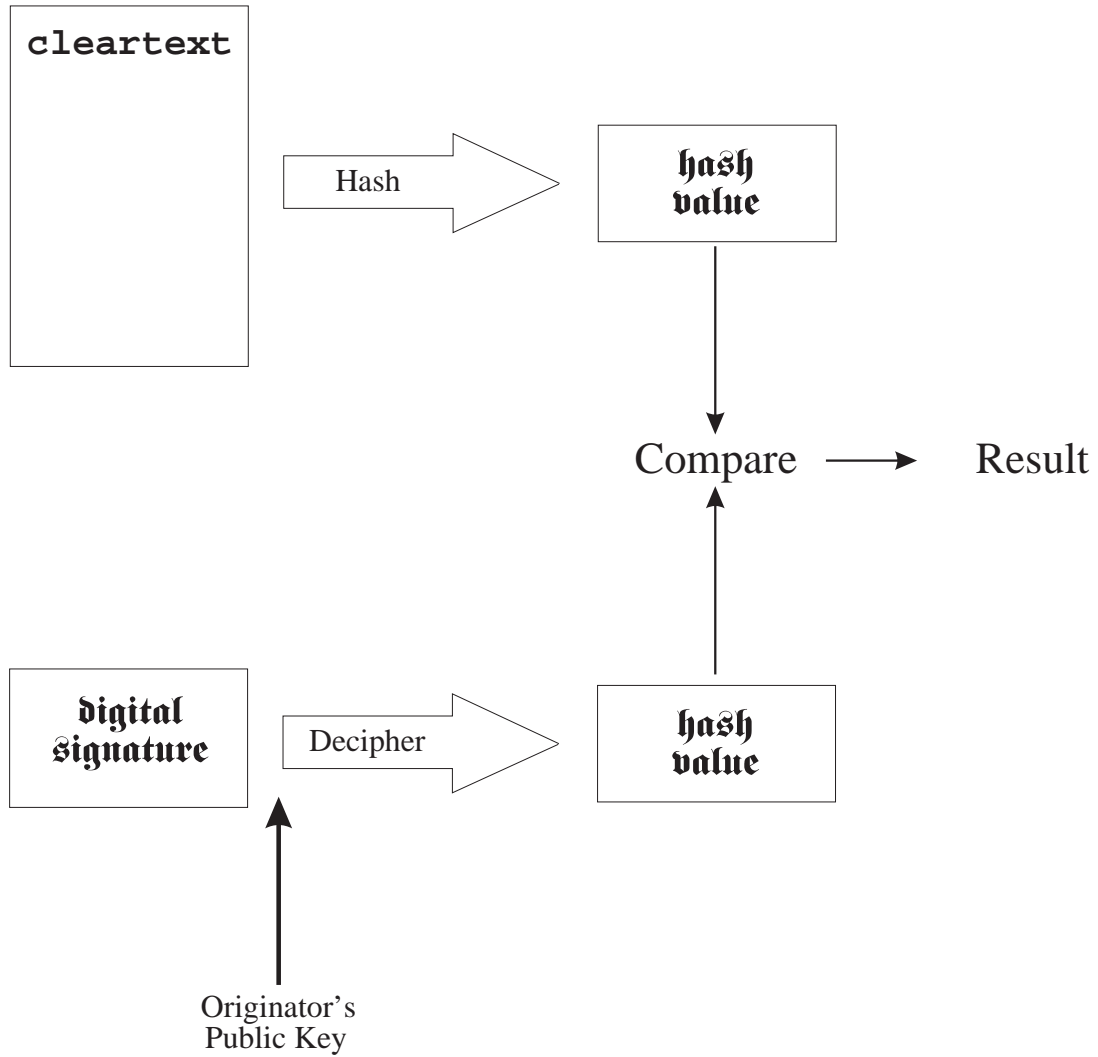 cleartext
Hash
hash
value
Compare
Result
digital
signature
Decipher
hash
value
Originator’s
Public Key